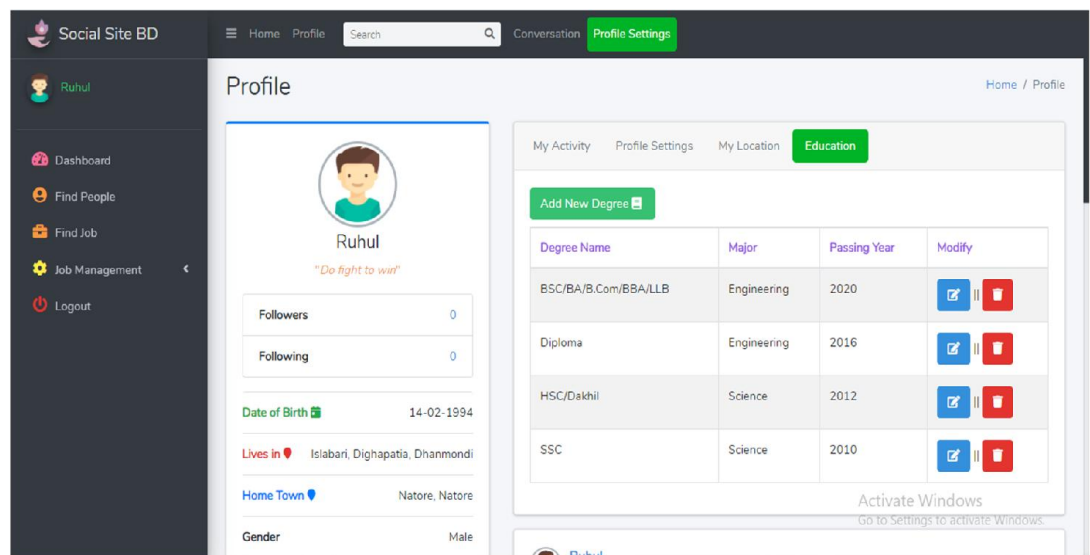 Social Site BD
Home Profile Search Conversation Profile Settings
Ruhul
Dashboard
Find People
Find Job
Job Management
Logout
Profile
Home / Profile
Ruhul
"Do fight to win"
Followers 0
Following 0
Date of Birth 14-02-1994
Lives in Islabari, Dighapatia, Dhanmondi
Home Town Natore, Natore
Gender Male
My Activity Profile Settings My Location Education
Add New Degree
Degree Name Major Passing Year Modify
BSC/BA/B.Com/BBA/LLB Engineering 2020 ||
Diploma Engineering 2016 ||
HSC/Dakhil Science 2012 ||
SSC Science 2010 ||
Activate Windows
Go to Settings to activate Windows.
Ruhul